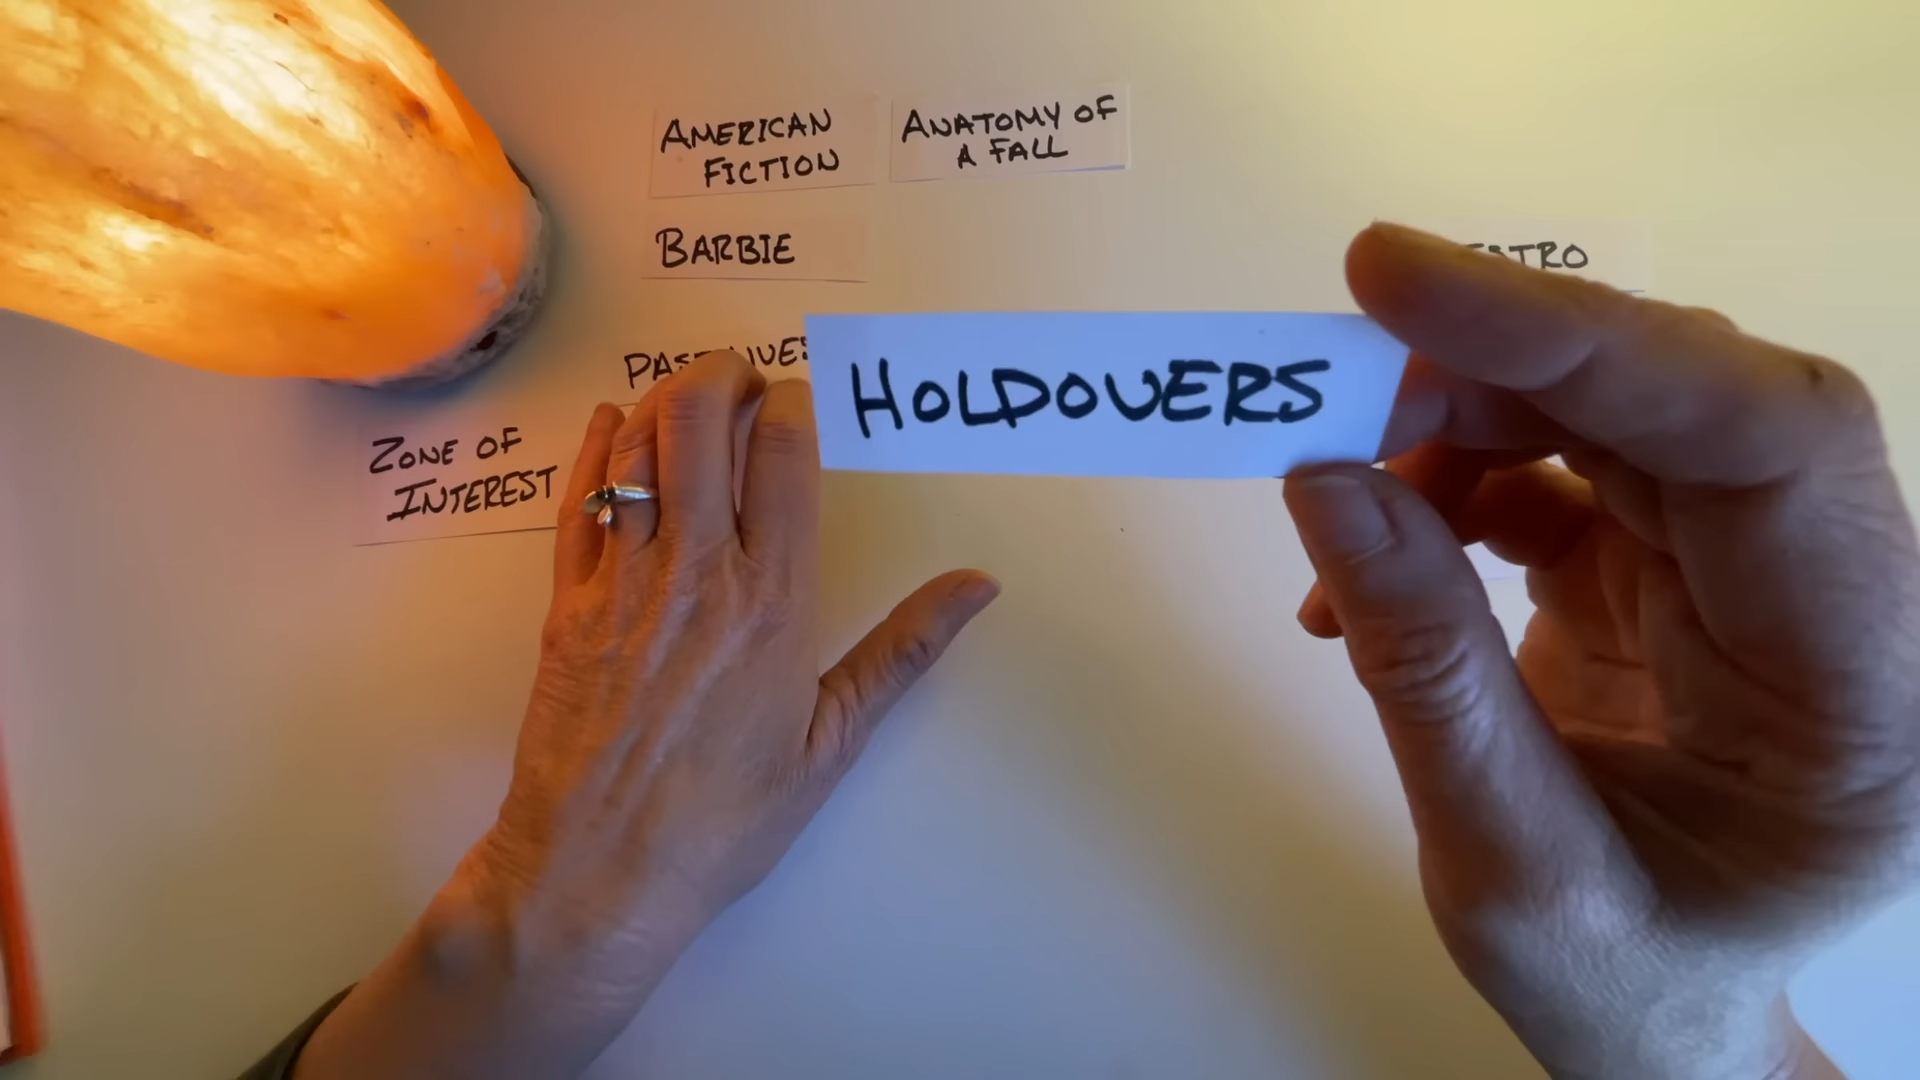 AMERICAN
FICTION
ANATOMY OF
A FALL
BARBIE
HOLDOVERS
ZONE OF
INTEREST